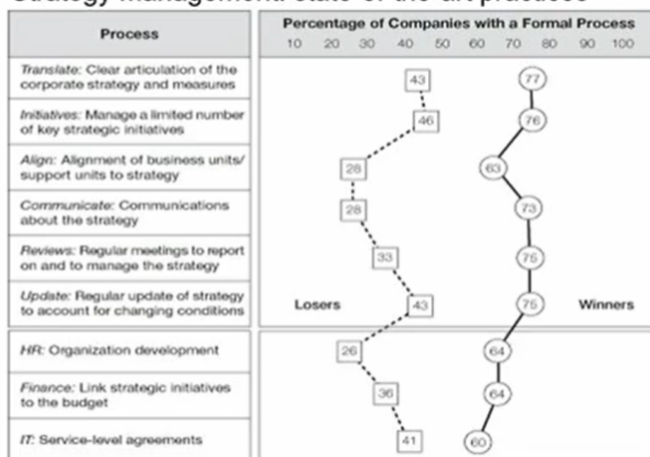 Strategy management: state-of-the-art practices
Process
Percentage of Companies with a Formal Process
10 20 30 40 50 60 70 80 90 100
Translate: Clear articulation of the
corporate strategy and measures
43 77
Initiatives: Manage a limited number
of key strategic initiatives
46 76
Align: Alignment of business units/
support units to strategy
28 63
Communicate: Communications
about the strategy
28 73
Reviews: Regular meetings to report
on and to manage the strategy
33 75
Update: Regular update of strategy
to account for changing conditions
Losers 43 75 Winners
HR: Organization development
26 64
Finance: Link strategic initiatives
to the budget
36 64
IT: Service-level agreements
41 60